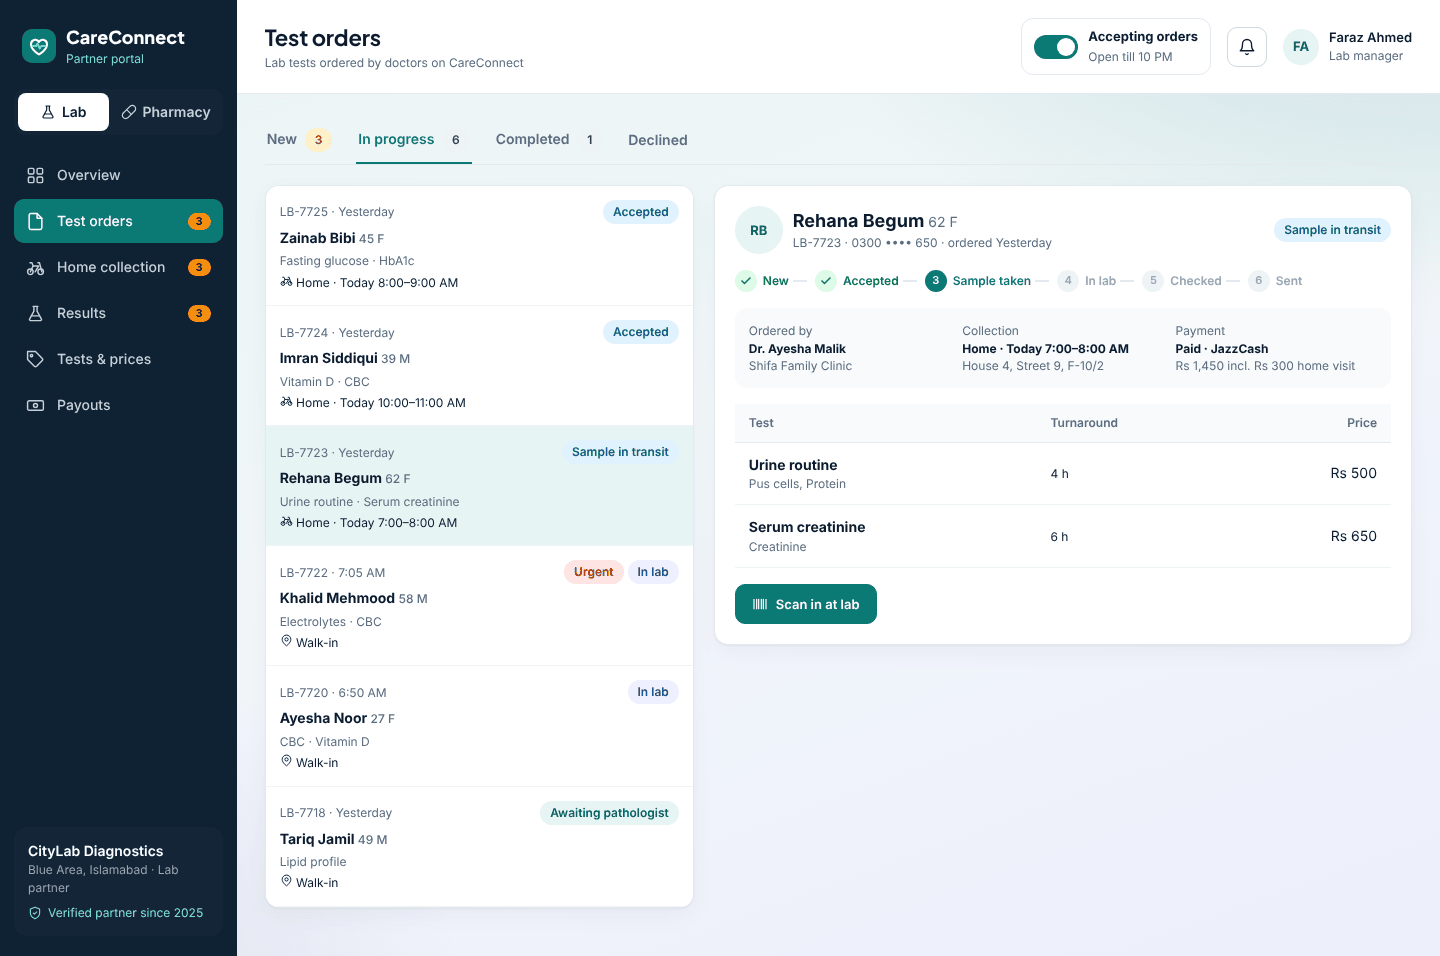 CareConnect
Partner portal
Lab
Pharmacy
Overview
Test orders 3
Home collection 3
Results 3
Tests & prices
Payouts
CityLab Diagnostics
Blue Area, Islamabad · Lab
partner
Verified partner since 2025
Test orders
Lab tests ordered by doctors on CareConnect
Accepting orders
Open till 10 PM
FA
Faraz Ahmed
Lab manager
New 3
In progress 6
Completed 1
Declined
LB-7725 · Yesterday
Accepted
Zainab Bibi 45 F
Fasting glucose · HbA1c
Home · Today 8:00–9:00 AM
LB-7724 · Yesterday
Accepted
Imran Siddiqui 39 M
Vitamin D · CBC
Home · Today 10:00–11:00 AM
LB-7723 · Yesterday
Sample in transit
Rehana Begum 62 F
Urine routine · Serum creatinine
Home · Today 7:00–8:00 AM
LB-7722 · 7:05 AM
Urgent
In lab
Khalid Mehmood 58 M
Electrolytes · CBC
Walk-in
LB-7720 · 6:50 AM
In lab
Ayesha Noor 27 F
CBC · Vitamin D
Walk-in
LB-7718 · Yesterday
Awaiting pathologist
Tariq Jamil 49 M
Lipid profile
Walk-in
RB
Rehana Begum 62 F
LB-7723 · 0300 •••• 650 · ordered Yesterday
Sample in transit
New
Accepted
3 Sample taken
4 In lab
5 Checked
6 Sent
Ordered by
Dr. Ayesha Malik
Shifa Family Clinic
Collection
Home · Today 7:00–8:00 AM
House 4, Street 9, F-10/2
Payment
Paid · JazzCash
Rs 1,450 incl. Rs 300 home visit
Test Turnaround Price
Urine routine
Pus cells, Protein
4 h
Rs 500
Serum creatinine
Creatinine
6 h
Rs 650
Scan in at lab